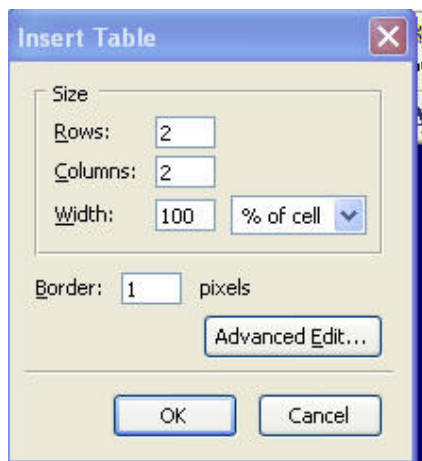 Insert Table
Size
Rows: 2
Columns: 2
Width: 100 % of cell
Border: 1 pixels
Advanced Edit...
OK Cancel